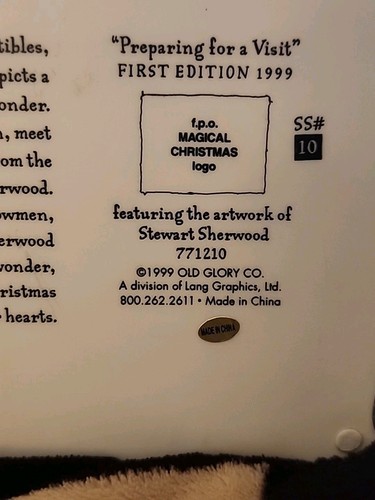 tibles,
picts a
onder.
, meet
om the
rwood.
owmen,
erwood
wonder,
ristmas
hearts.
"Preparing for a Visit"
FIRST EDITION 1999
f.p.o.
MAGICAL
CHRISTMAS
logo
SS#
10
featuring the artwork of
Stewart Sherwood
771210
©1999 OLD GLORY CO.
A division of Lang Graphics, Ltd.
800.262.2611 • Made in China
MADE IN CHINA